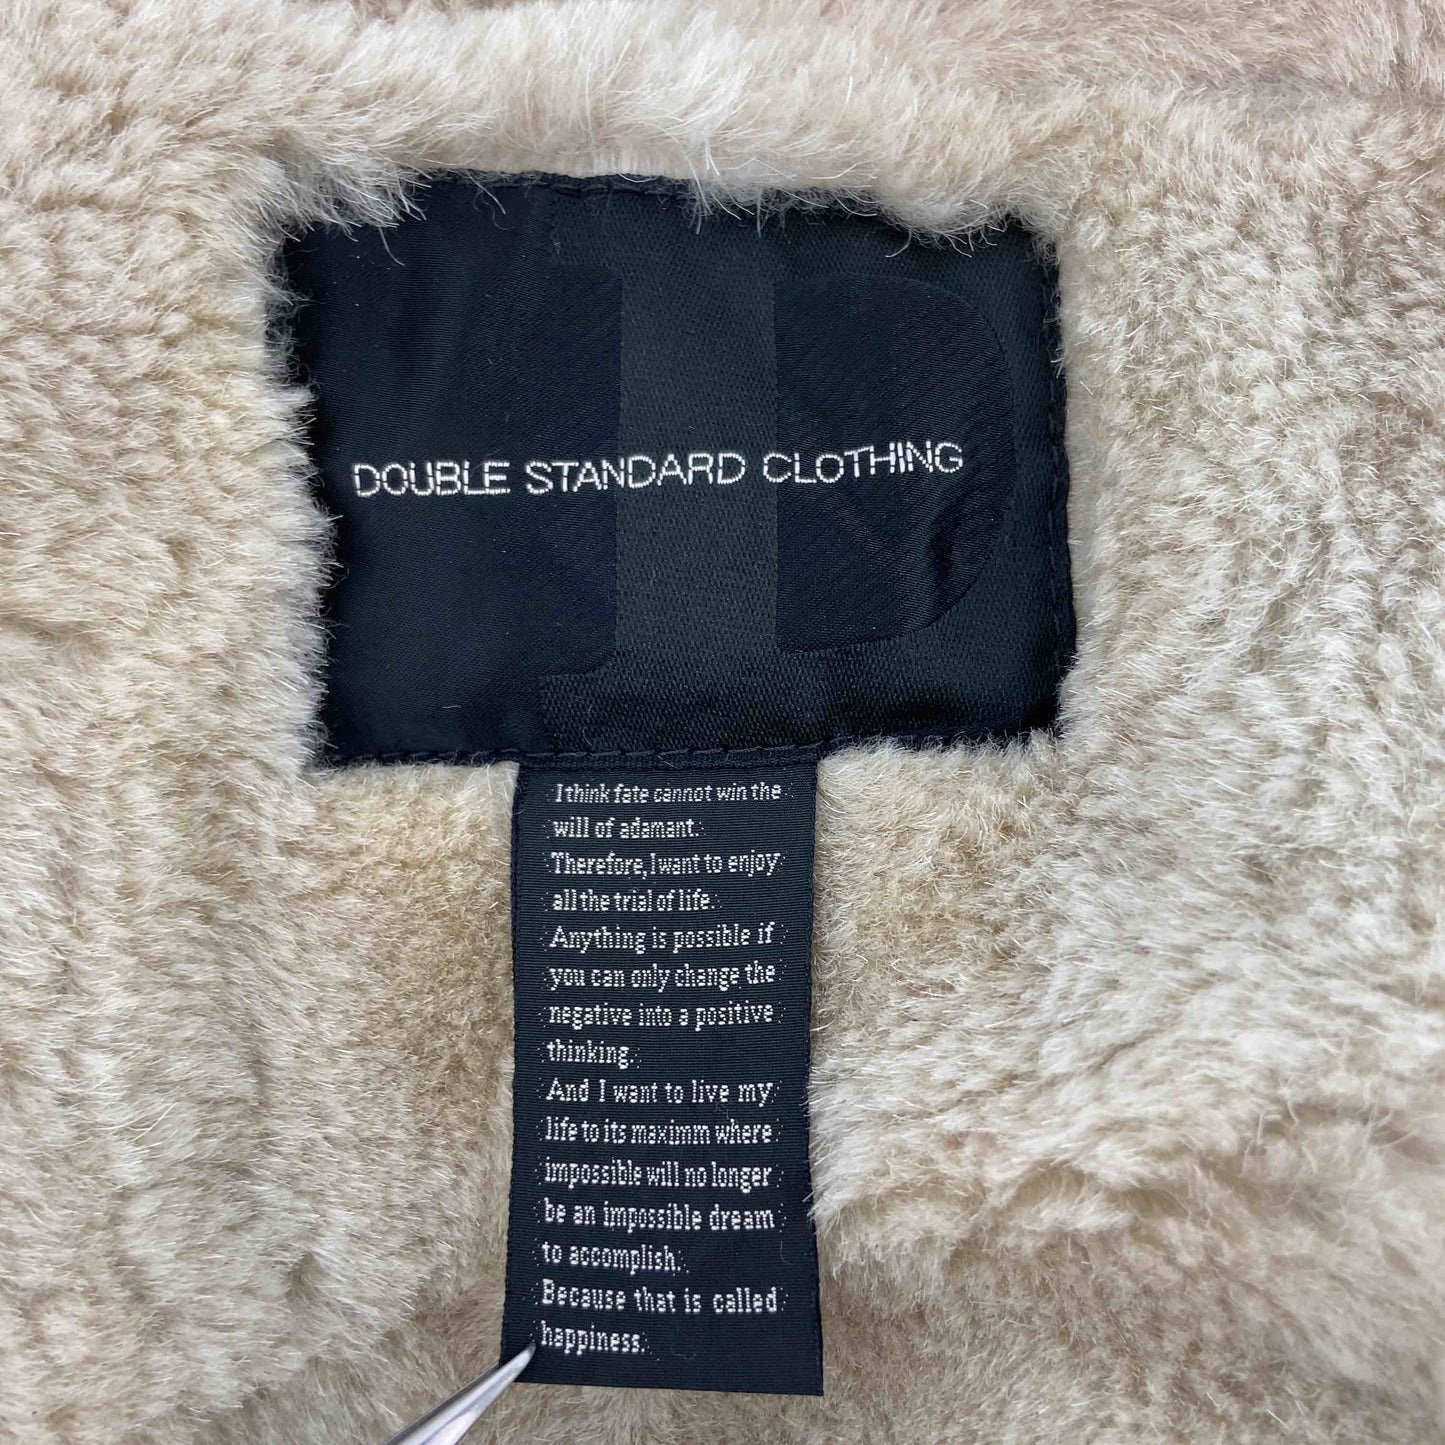 DOUBLE STANDARD CLOTHING
I think fate cannot win the
will of adamant.
Therefore, I want to enjoy
all the trial of life.
Anything is possible if
you can only change the
negative into a positive
thinking.
And I want to live my
life to its maximm where
impossible will no longer
be an impossible dream
to accomplish.
Because that is called
happiness.